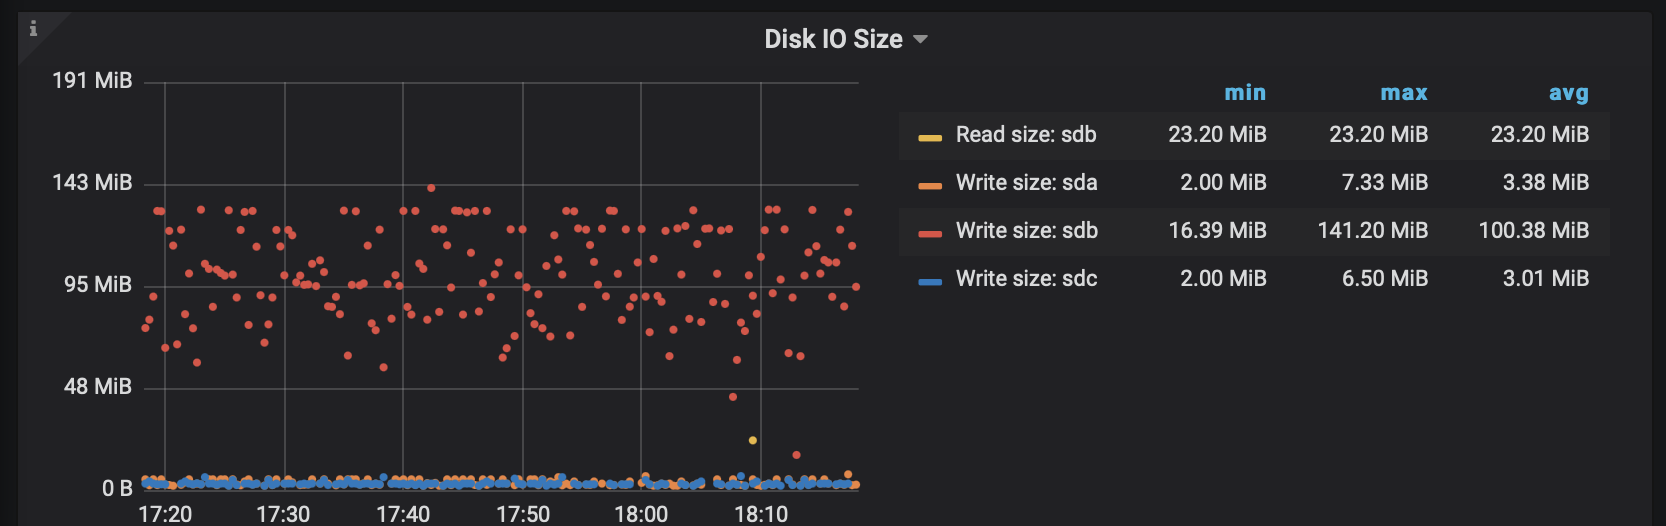 i
Disk IO Size
191 MiB
143 MiB
95 MiB
48 MiB
0 B
17:20 17:30 17:40 17:50 18:00 18:10
min max avg
Read size: sdb 23.20 MiB 23.20 MiB 23.20 MiB
Write size: sda 2.00 MiB 7.33 MiB 3.38 MiB
Write size: sdb 16.39 MiB 141.20 MiB 100.38 MiB
Write size: sdc 2.00 MiB 6.50 MiB 3.01 MiB